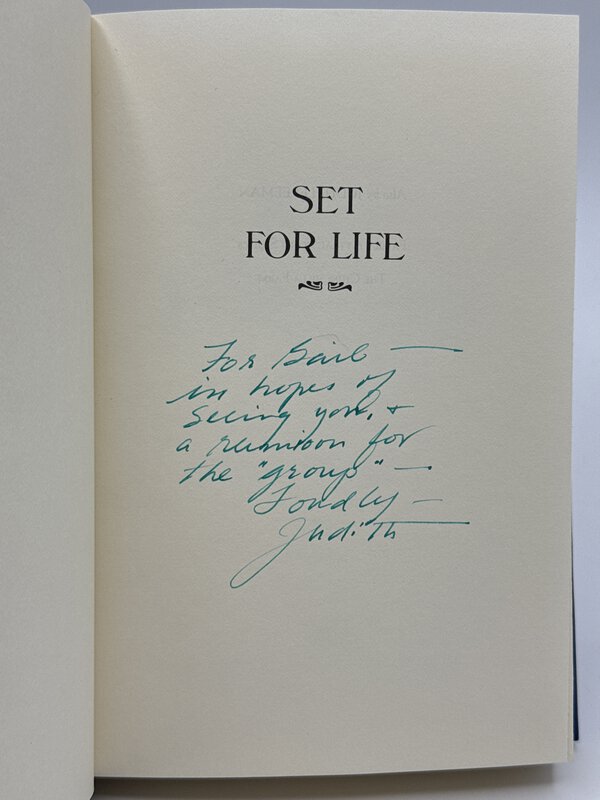 SET
FOR LIFE
For Gail —
in hopes of
seeing you, +
a reunion for
the "group" —
Fondly —
Judith